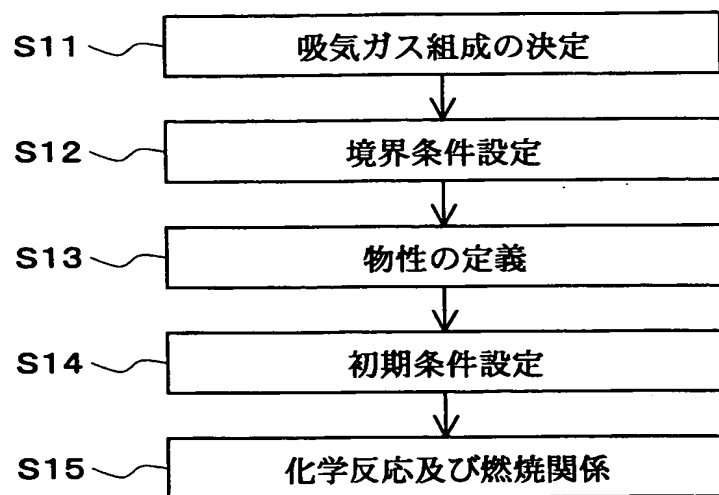 S11 吸気ガス組成の決定
S12 境界条件設定
S13 物性の定義
S14 初期条件設定
S15 化学反応及び燃焼関係